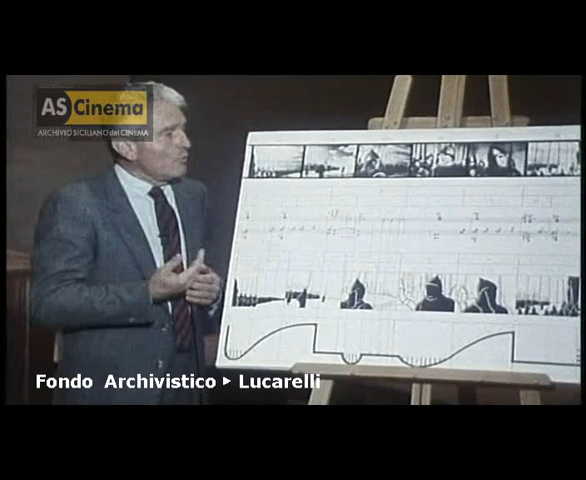 AS Cinema
ARCHIVIO SICILIANO del CINEMA
Fondo Archivistico ▸ Lucarelli